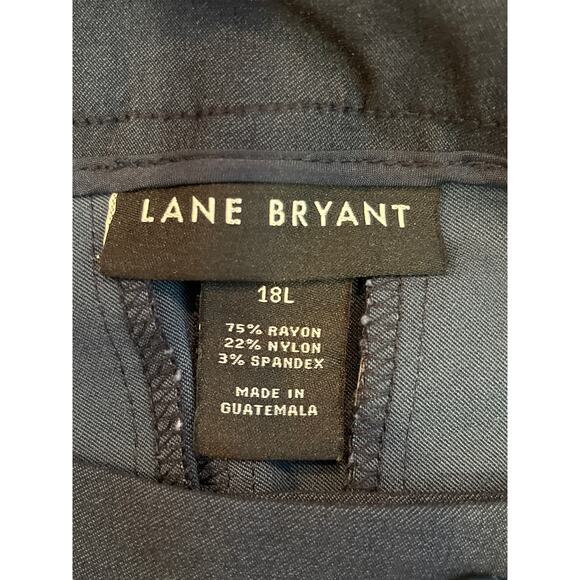 LANE BRYANT
18L
75% RAYON
22% NYLON
3% SPANDEX
MADE IN
GUATEMALA